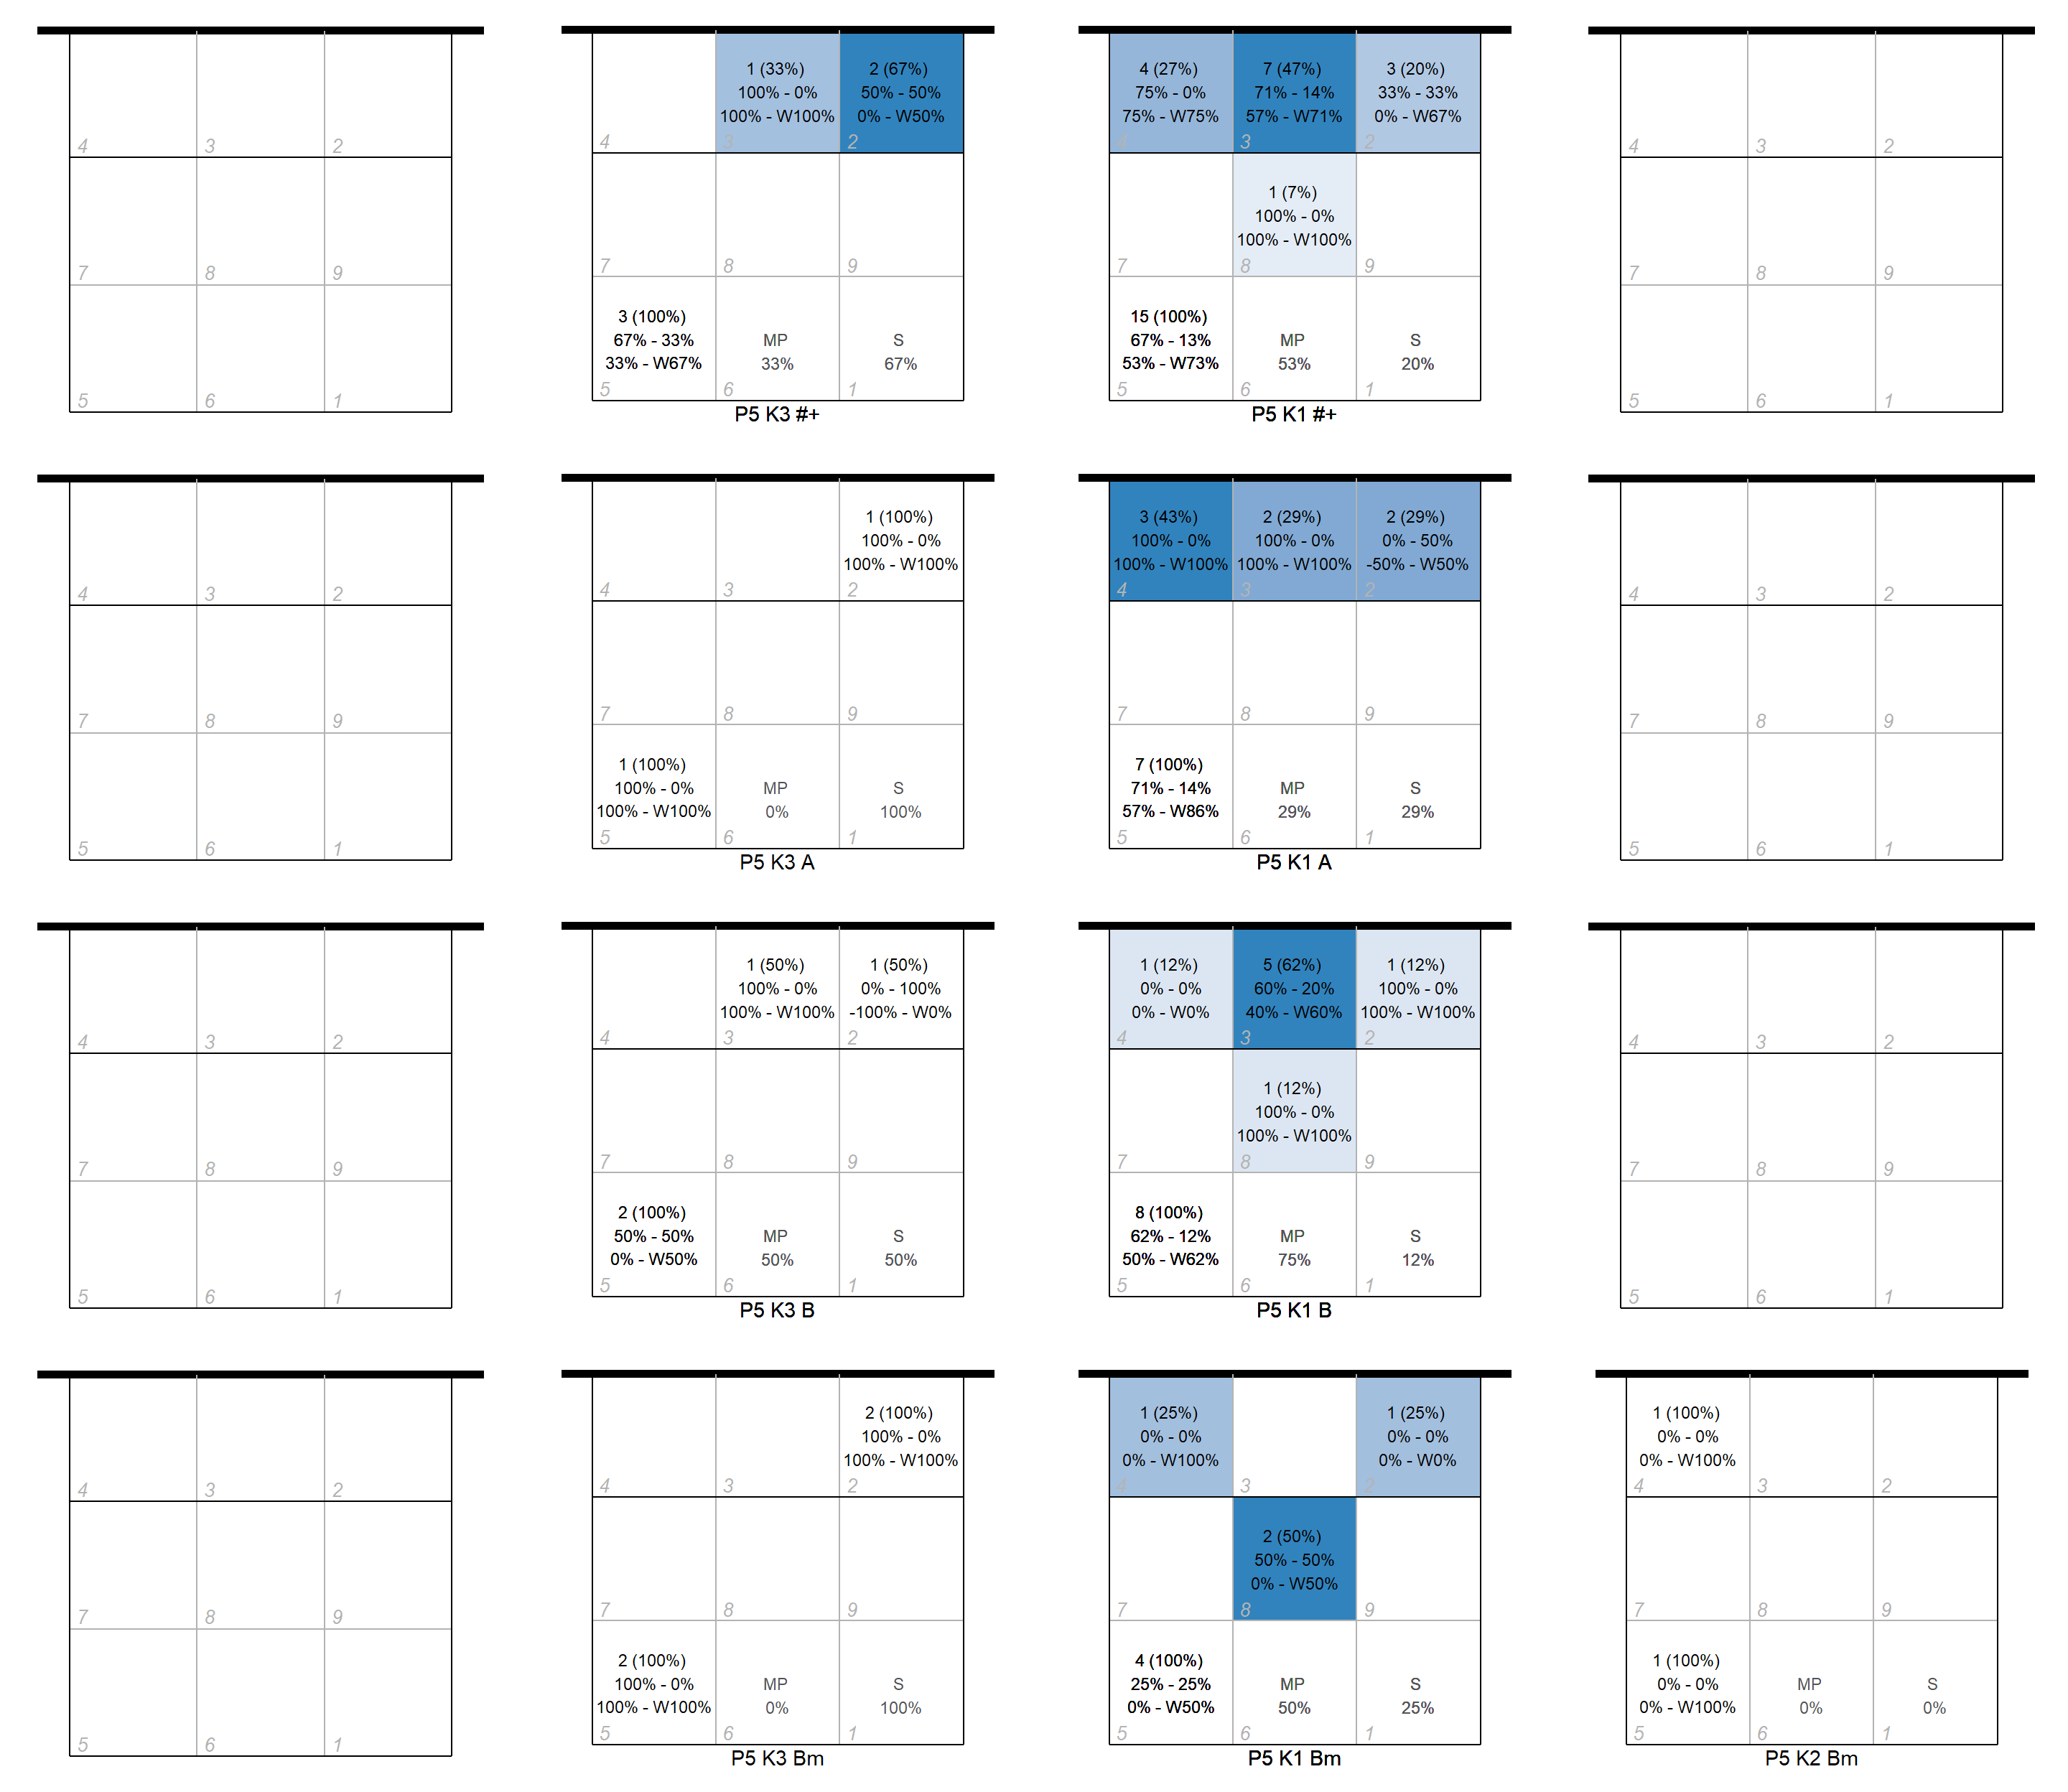 4 3 2
7 8 9
5 6 1
1 (33%)
100% - 0%
100% - W100%
2 (67%)
50% - 50%
0% - W50%
4 3 2
7 8 9
3 (100%)
67% - 33%
33% - W67%
MP
33%
S
67%
5 6 1
P5 K3 #+
4 (27%)
75% - 0%
75% - W75%
7 (47%)
71% - 14%
57% - W71%
3 (20%)
33% - 33%
0% - W67%
4 3 2
1 (7%)
100% - 0%
100% - W100%
7 8 9
15 (100%)
67% - 13%
53% - W73%
MP
53%
S
20%
5 6 1
P5 K1 #+
4 3 2
7 8 9
5 6 1
4 3 2
7 8 9
5 6 1
1 (100%)
100% - 0%
100% - W100%
4 3 2
7 8 9
1 (100%)
100% - 0%
100% - W100%
MP
0%
S
100%
5 6 1
P5 K3 A
3 (43%)
100% - 0%
100% - W100%
2 (29%)
100% - 0%
100% - W100%
2 (29%)
0% - 50%
-50% - W50%
4 3 2
7 8 9
7 (100%)
71% - 14%
57% - W86%
MP
29%
S
29%
5 6 1
P5 K1 A
4 3 2
7 8 9
5 6 1
4 3 2
7 8 9
5 6 1
1 (50%)
100% - 0%
100% - W100%
1 (50%)
0% - 100%
-100% - W0%
4 3 2
7 8 9
2 (100%)
50% - 50%
0% - W50%
MP
50%
S
50%
5 6 1
P5 K3 B
1 (12%)
0% - 0%
0% - W0%
5 (62%)
60% - 20%
40% - W60%
1 (12%)
100% - 0%
100% - W100%
4 3 2
1 (12%)
100% - 0%
100% - W100%
7 8 9
8 (100%)
62% - 12%
50% - W62%
MP
75%
S
12%
5 6 1
P5 K1 B
4 3 2
7 8 9
5 6 1
4 3 2
7 8 9
5 6 1
2 (100%)
100% - 0%
100% - W100%
4 3 2
7 8 9
2 (100%)
100% - 0%
100% - W100%
MP
0%
S
100%
5 6 1
P5 K3 Bm
1 (25%)
0% - 0%
0% - W100%
1 (25%)
0% - 0%
0% - W0%
4 3 2
2 (50%)
50% - 50%
0% - W50%
7 8 9
4 (100%)
25% - 25%
0% - W50%
MP
50%
S
25%
5 6 1
P5 K1 Bm
1 (100%)
0% - 0%
0% - W100%
4 3 2
7 8 9
1 (100%)
0% - 0%
0% - W100%
MP
0%
S
0%
5 6 1
P5 K2 Bm